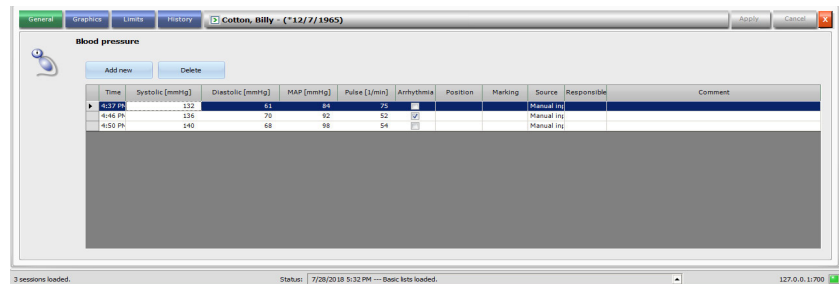 General Graphics Limits History Cotton, Billy - (*12/7/1965) Apply Cancel X
Blood pressure
Add new Delete
Time Systolic [mmHg] Diastolic [mmHg] MAP [mmHg] Pulse [1/min] Arrhythmia Position Marking Source Responsible Comment
4:37 PM 132 61 84 75 Manual inp
4:46 PM 136 70 92 52 Manual inp
4:50 PM 140 68 98 54 Manual inp
3 sessions loaded. Status: 7/28/2018 5:32 PM --- Basic lists loaded. 127.0.0.1:700